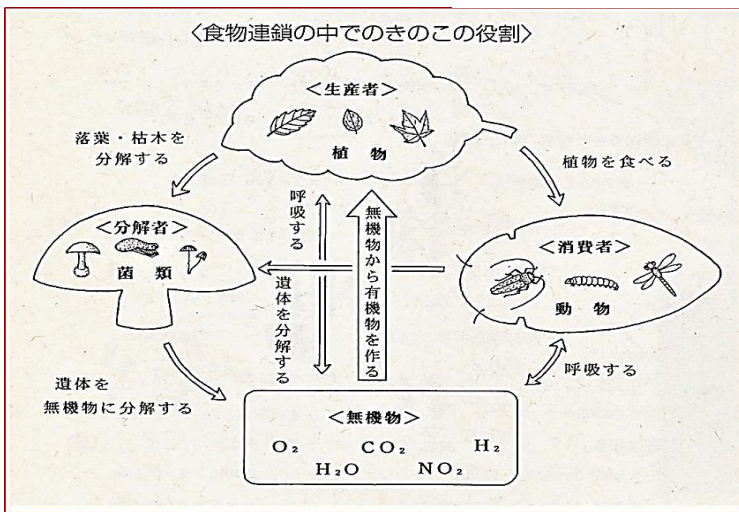 〈食物連鎖の中でのきのこの役割〉
＜生産者＞
植物
落葉・枯木を
分解する
植物を食べる
＜分解者＞
菌類
呼吸する
無機物から有機物を作る
＜消費者＞
動物
遺体を分解する
遺体を
無機物に分解する
呼吸する
＜無機物＞
O₂ CO₂ H₂
H₂O NO₂